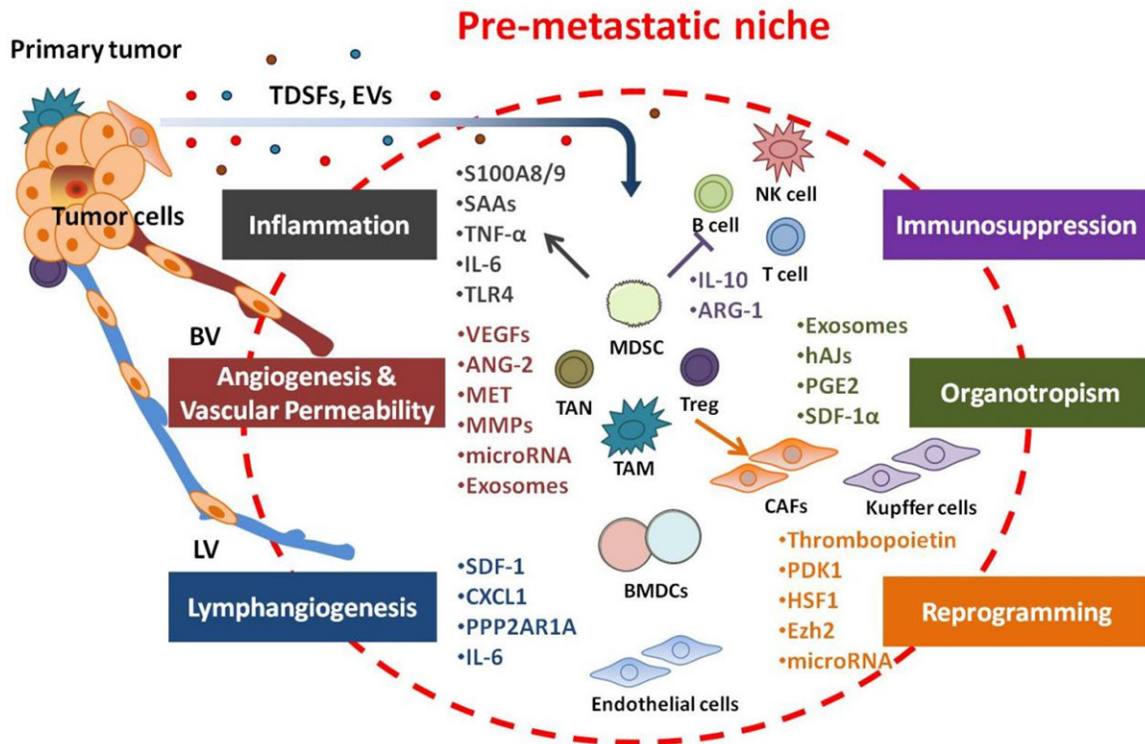 Pre-metastatic niche
Primary tumor
TDSFs, EVs
Tumor cells
BV
LV
Inflammation
•S100A8/9
•SAAs
•TNF-α
•IL-6
•TLR4
Angiogenesis &
Vascular Permeability
•VEGFs
•ANG-2
•MET
•MMPs
•microRNA
•Exosomes
Lymphangiogenesis
•SDF-1
•CXCL1
•PPP2AR1A
•IL-6
NK cell
B cell
T cell
•IL-10
•ARG-1
MDSC
TAN
Treg
TAM
CAFs
Kupffer cells
BMDCs
Endothelial cells
Immunosuppression
•Exosomes
•hAJs
•PGE2
•SDF-1α
Organotropism
•Thrombopoietin
•PDK1
•HSF1
•Ezh2
•microRNA
Reprogramming